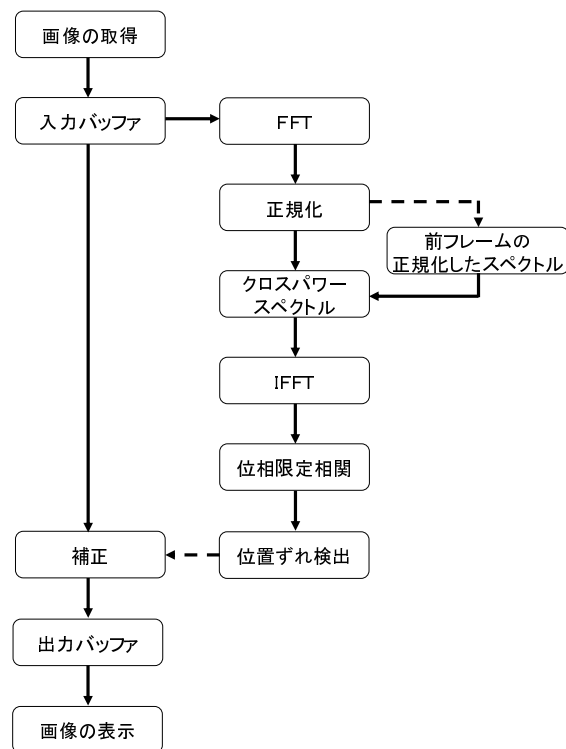 画像の取得
入力バッファ
FFT
正規化
前フレームの
正規化したスペクトル
クロスパワー
スペクトル
IFFT
位相限定相関
補正
位置ずれ検出
出力バッファ
画像の表示